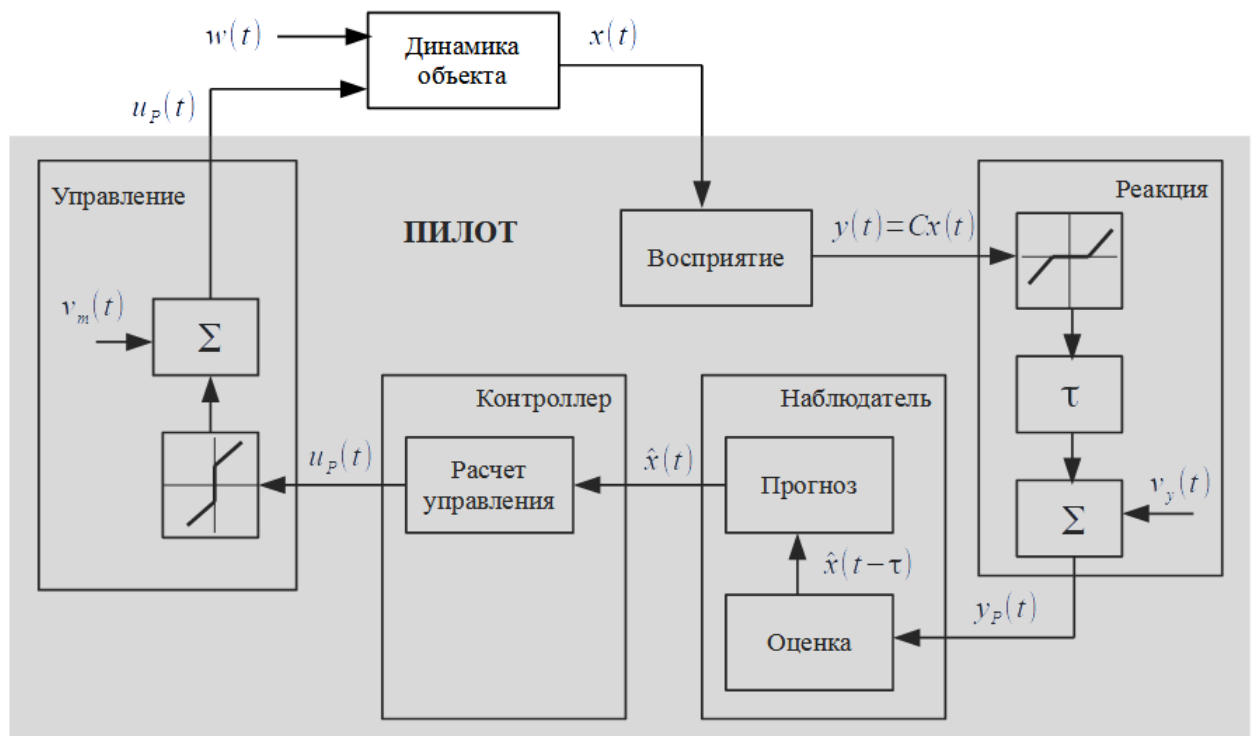 w(t)
Динамика
объекта
x(t)
u_P(t)
Управление
ПИЛОТ
Восприятие
y(t)=Cx(t)
Реакция
v_m(t)
Σ
τ
Контроллер
Наблюдатель
u_P(t)
Расчет
управления
x̂(t)
Прогноз
v_y(t)
Σ
x̂(t−τ)
Оценка
y_P(t)